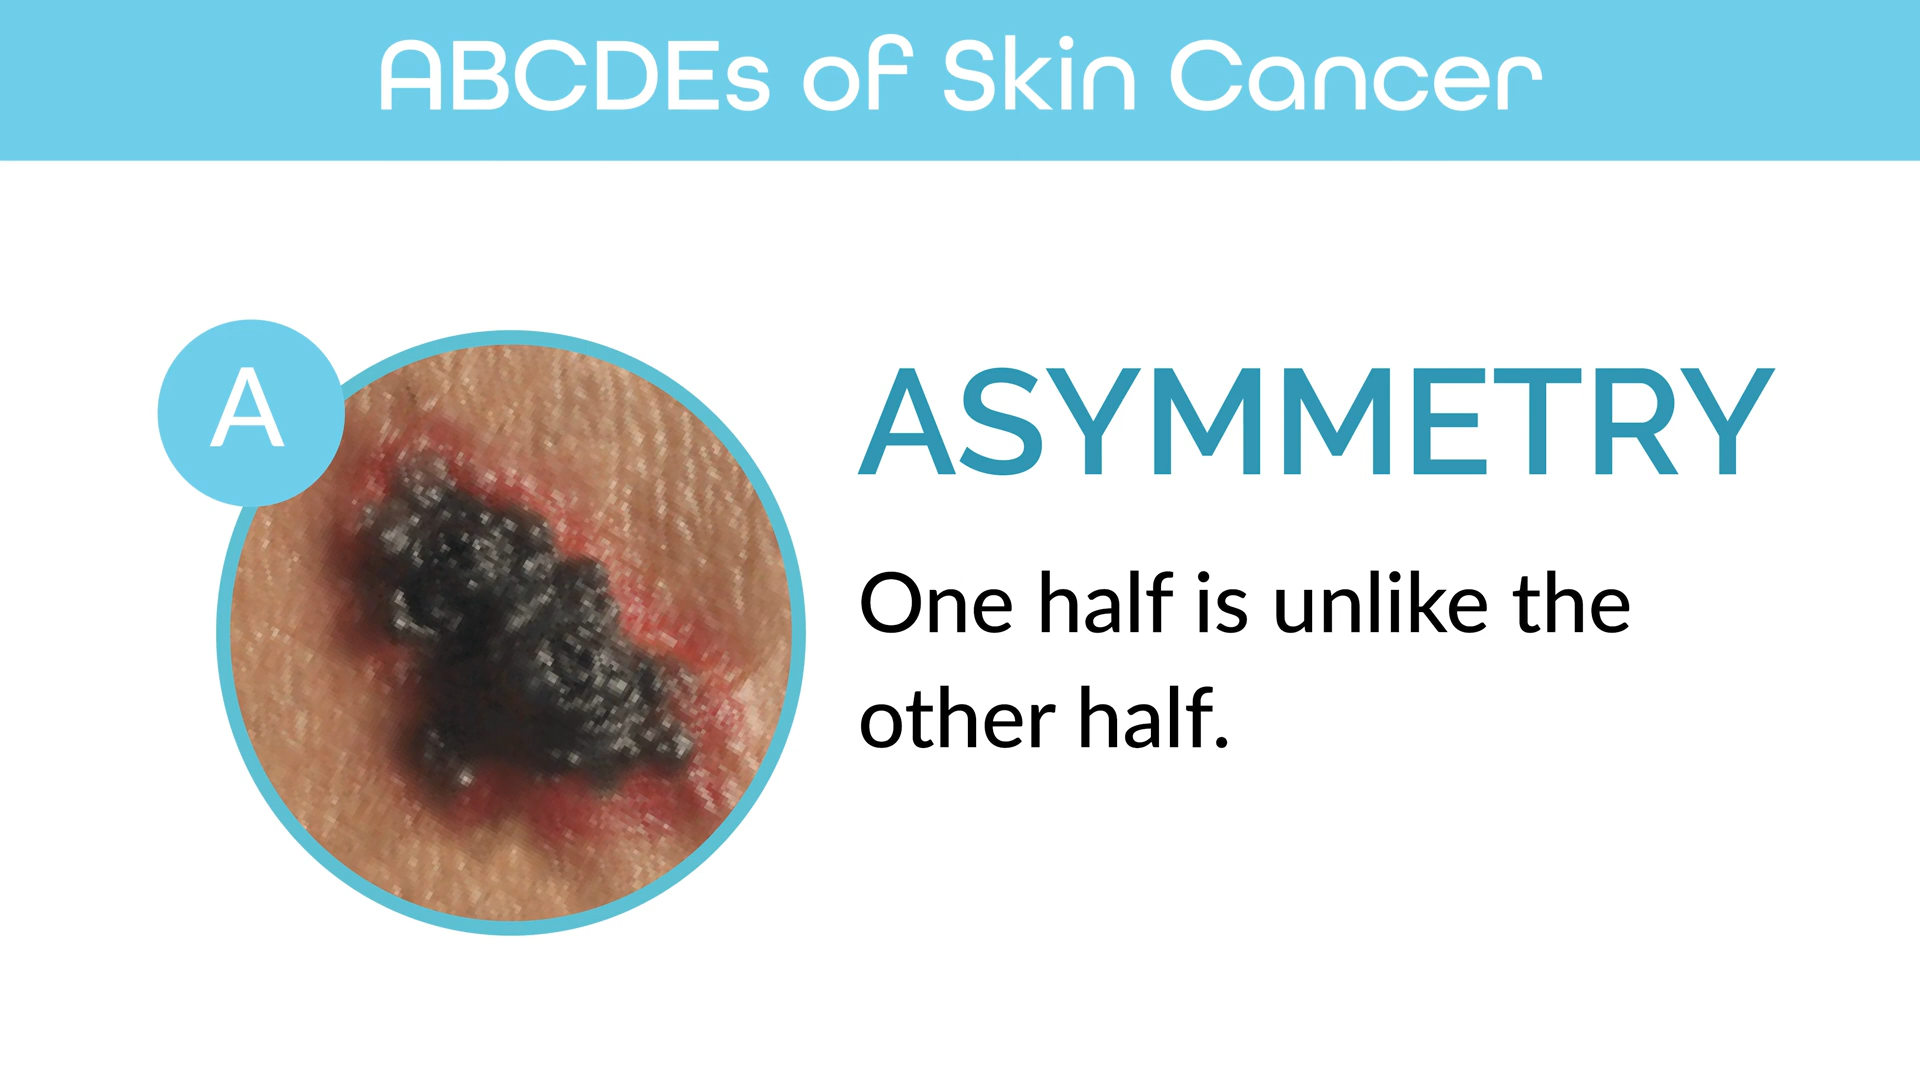 ABCDEs of Skin Cancer
A
ASYMMETRY
One half is unlike the
other half.